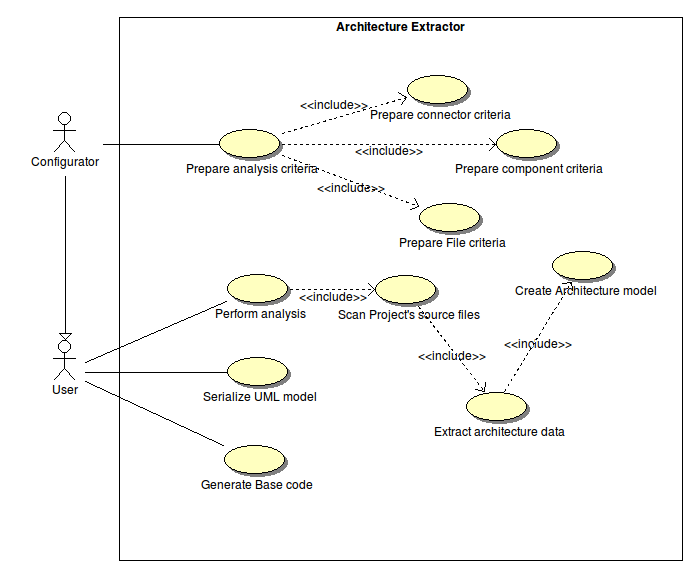 Architecture Extractor
<<include>>
Prepare connector criteria
Configurator
<<include>>
Prepare analysis criteria
Prepare component criteria
<<include>>
Prepare File criteria
Create Architecture model
<<include>>
Perform analysis
Scan Project's source files
<<include>>
<<include>>
User
Serialize UML model
Extract architecture data
Generate Base code